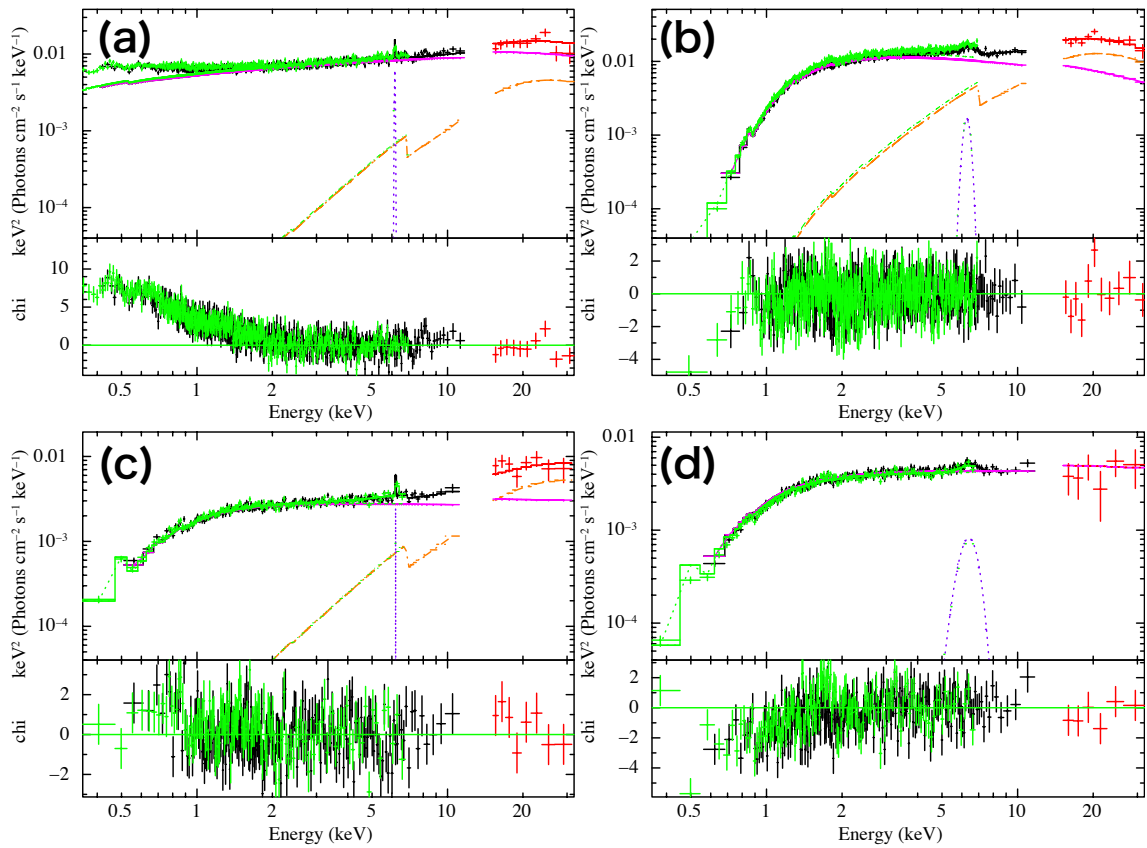 (a)
keV² (Photons cm⁻² s⁻¹ keV⁻¹)
0.01
10⁻³
10⁻⁴
chi
10
5
0
0.5 1 2 5 10 20
Energy (keV)
(b)
keV² (Photons cm⁻² s⁻¹ keV⁻¹)
0.01
10⁻³
10⁻⁴
chi
2
0
−2
−4
0.5 1 2 5 10 20
Energy (keV)
(c)
keV² (Photons cm⁻² s⁻¹ keV⁻¹)
0.01
10⁻³
10⁻⁴
chi
2
0
−2
0.5 1 2 5 10 20
Energy (keV)
(d)
keV² (Photons cm⁻² s⁻¹ keV⁻¹)
0.01
10⁻³
10⁻⁴
chi
2
0
−2
−4
0.5 1 2 5 10 20
Energy (keV)